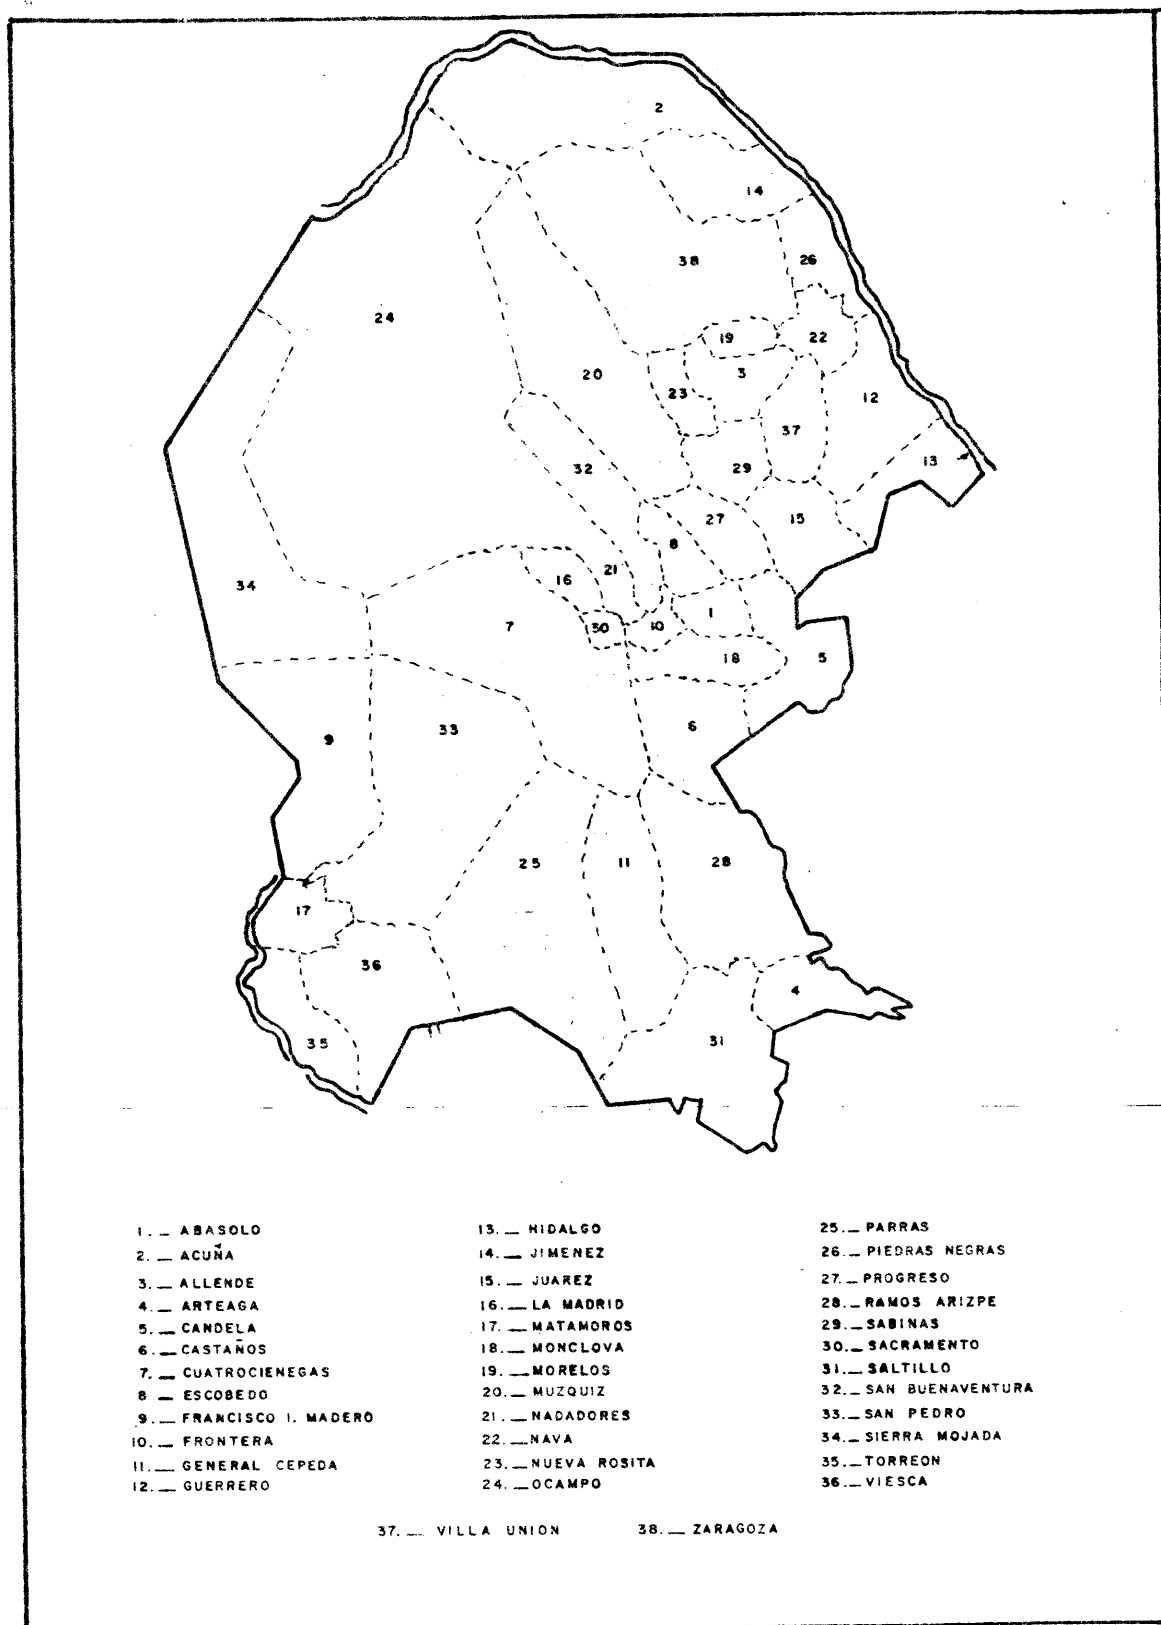 2
14
38
26
24
19
22
20
3
23
12
37
32
29
13
27
15
8
21
16
34
1
7
30
10
18
5
6
33
9
25
11
28
17
36
4
35
31
1. _ ABASOLO
2. _ ACUÑA
3. _ ALLENDE
4. _ ARTEAGA
5. _ CANDELA
6. _ CASTAÑOS
7. _ CUATROCIENEGAS
8 _ ESCOBEDO
9. _ FRANCISCO I. MADERO
10. _ FRONTERA
11. _ GENERAL CEPEDA
12. _ GUERRERO
13. _ HIDALGO
14. _ JIMENEZ
15. _ JUAREZ
16. _ LA MADRID
17. _ MATAMOROS
18. _ MONCLOVA
19. _ MORELOS
20. _ MUZQUIZ
21. _ NADADORES
22. _ NAVA
23. _ NUEVA ROSITA
24. _ OCAMPO
25. _ PARRAS
26. _ PIEDRAS NEGRAS
27. _ PROGRESO
28. _ RAMOS ARIZPE
29. _ SABINAS
30. _ SACRAMENTO
31. _ SALTILLO
32. _ SAN BUENAVENTURA
33. _ SAN PEDRO
34. _ SIERRA MOJADA
35. _ TORREON
36. _ VIESCA
37. _ VILLA UNION
38. _ ZARAGOZA